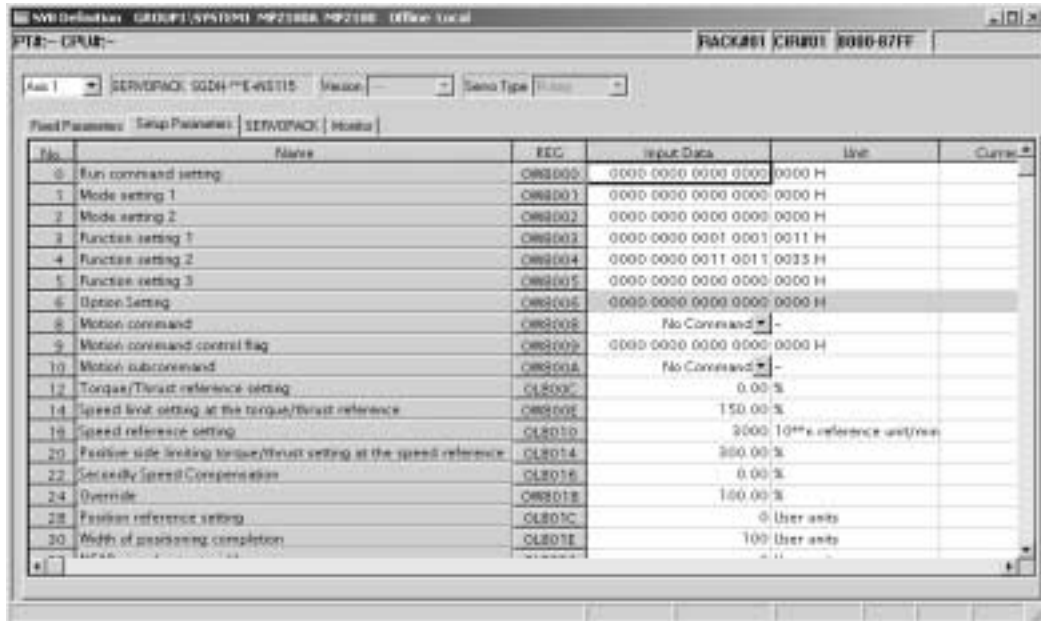 SVB Definition GROUP1 (SYSTEM) MP2100A MP2100 Offline Local
PT#:- CPU#:- RACK#01 CIR#01 8000-87FF
Axis 1 SERVOPACK SGDH-**E+NS115 Version Servo Type
Fixed Parameters Setup Parameters SERVOPACK Monitor
No. Name REG Input Data Unit
0 Run command setting OW8000 0000 0000 0000 0000 0000 H
1 Mode setting 1 OW8001 0000 0000 0000 0000 0000 H
2 Mode setting 2 OW8002 0000 0000 0000 0000 0000 H
3 Function setting 1 OW8003 0000 0000 0001 0001 0011 H
4 Function setting 2 OW8004 0000 0000 0011 0011 0033 H
5 Function setting 3 OW8005 0000 0000 0000 0000 0000 H
6 Option Setting OW8006 0000 0000 0000 0000 0000 H
8 Motion command OW8008 No Command -
9 Motion command control flag OW8009 0000 0000 0000 0000 0000 H
10 Motion subcommand OW800A No Command -
12 Torque/Thrust reference setting OL800C 0.00 %
14 Speed limit setting at the torque/thrust reference OW800E 150.00 %
16 Speed reference setting OL8010 3000 10**n reference unit/min
20 Positive side limiting torque/thrust setting at the speed reference OL8014 300.00 %
22 Secondly Speed Compensation OL8016 0.00 %
24 Override OW8018 100.00 %
28 Position reference setting OL801C 0 User units
30 Width of positioning completion OL801E 100 User units